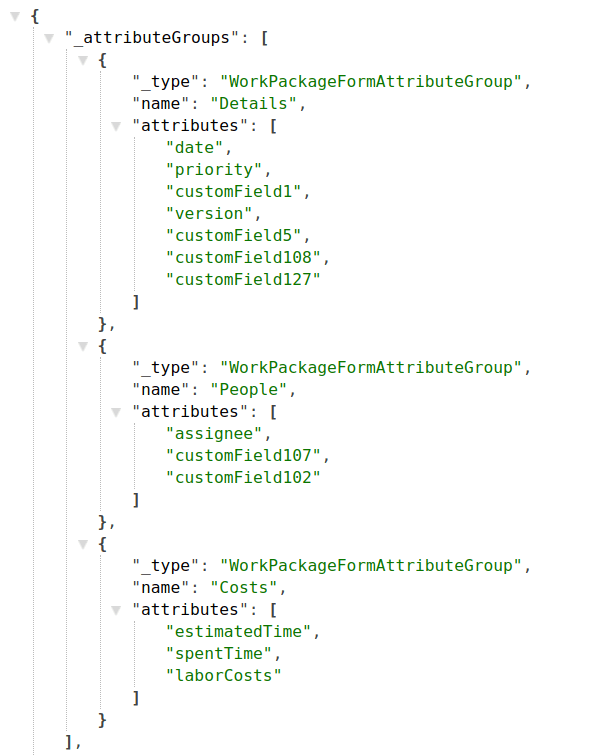 {
"_attributeGroups": [
{
"_type": "WorkPackageFormAttributeGroup",
"name": "Details",
"attributes": [
"date",
"priority",
"customField1",
"version",
"customField5",
"customField108",
"customField127"
]
},
{
"_type": "WorkPackageFormAttributeGroup",
"name": "People",
"attributes": [
"assignee",
"customField107",
"customField102"
]
},
{
"_type": "WorkPackageFormAttributeGroup",
"name": "Costs",
"attributes": [
"estimatedTime",
"spentTime",
"laborCosts"
]
}
],